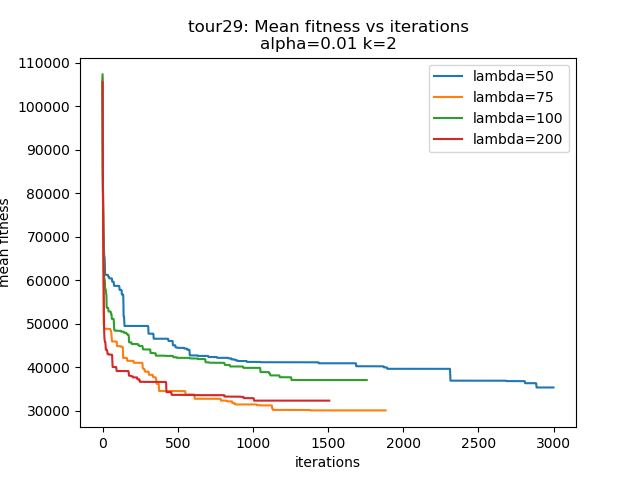 tour29: Mean fitness vs iterations
alpha=0.01 k=2
110000
100000
90000
80000
70000
60000
50000
40000
30000
mean fitness
lambda=50
lambda=75
lambda=100
lambda=200
0
500
1000
1500
2000
2500
3000
iterations